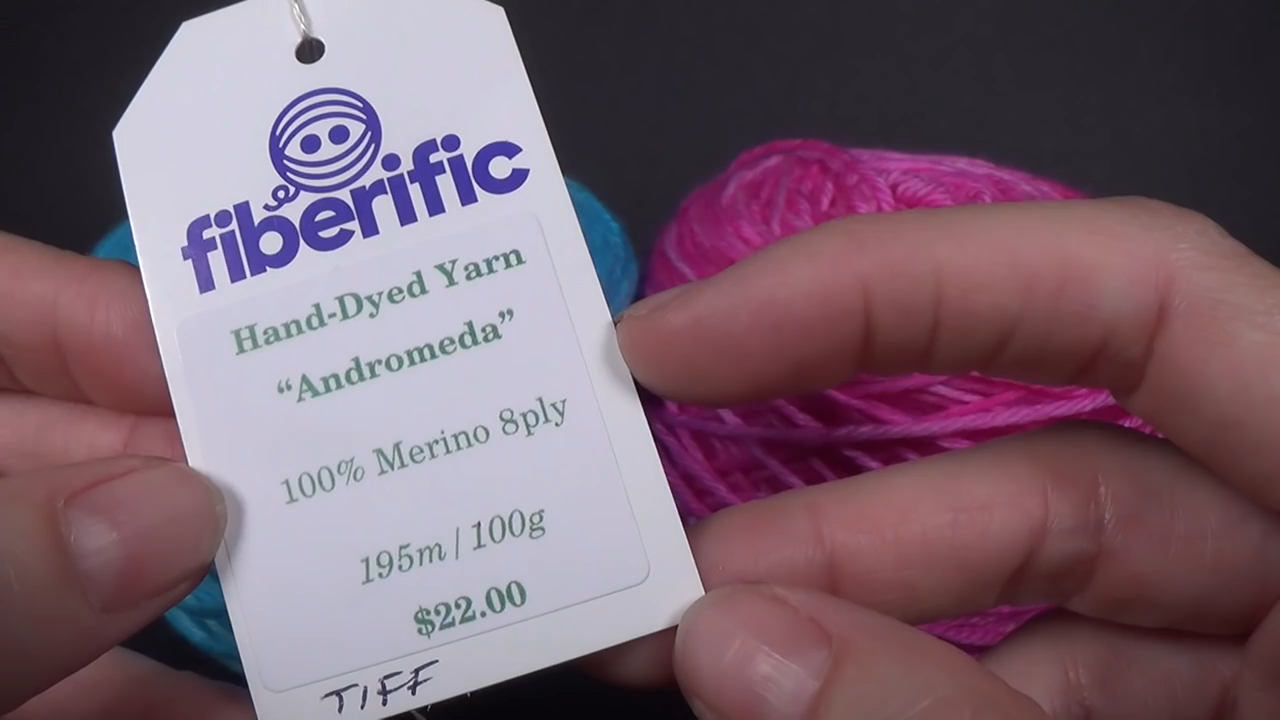 fiberific
Hand-Dyed Yarn
“Andromeda”
100% Merino 8ply
195m / 100g
$22.00
TIFF